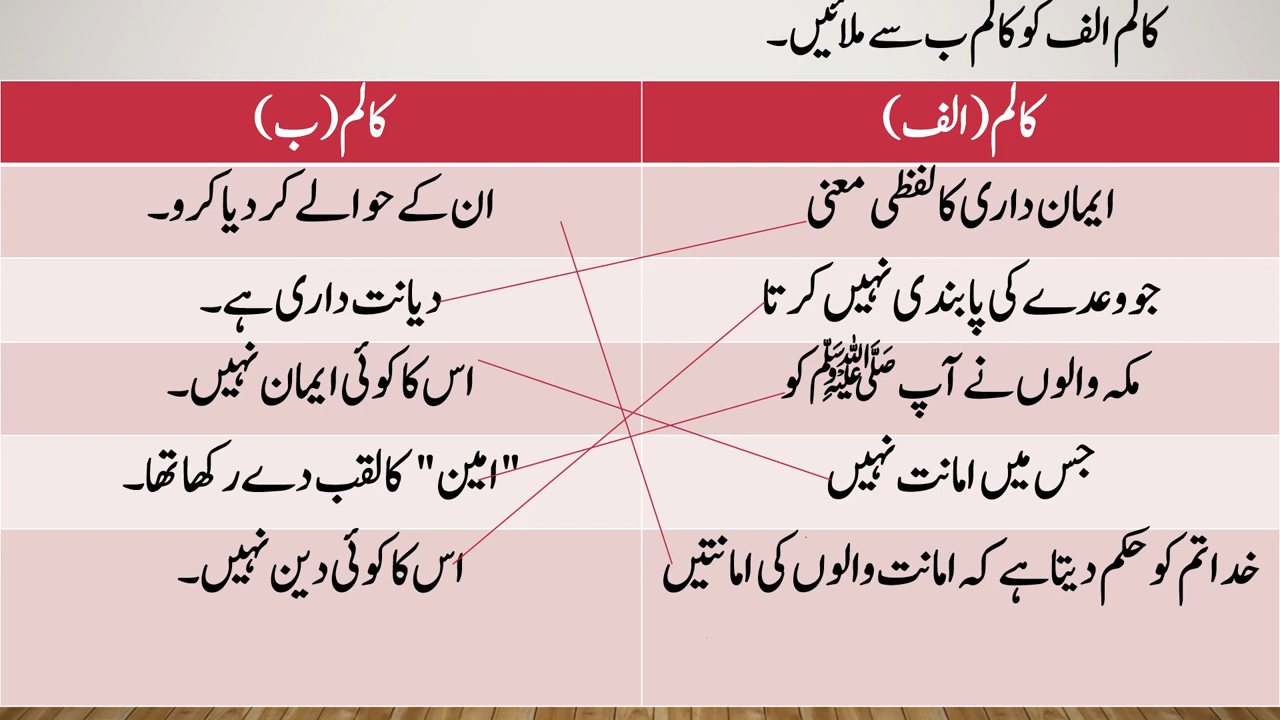 کالم الف کو کالم ب سے ملائیں۔
کالم (الف) کالم (ب)
ایمان داری کا لفظی معنی ان کے حوالے کر دیا کرو۔
جو وعدے کی پابندی نہیں کرتا دیانت داری ہے۔
مکہ والوں نے آپ ﷺ کو اس کا کوئی ایمان نہیں۔
جس میں امانت نہیں "امین" کا لقب دے رکھا تھا۔
خدا تم کو حکم دیتا ہے کہ امانت والوں کی امانتیں اس کا کوئی دین نہیں۔